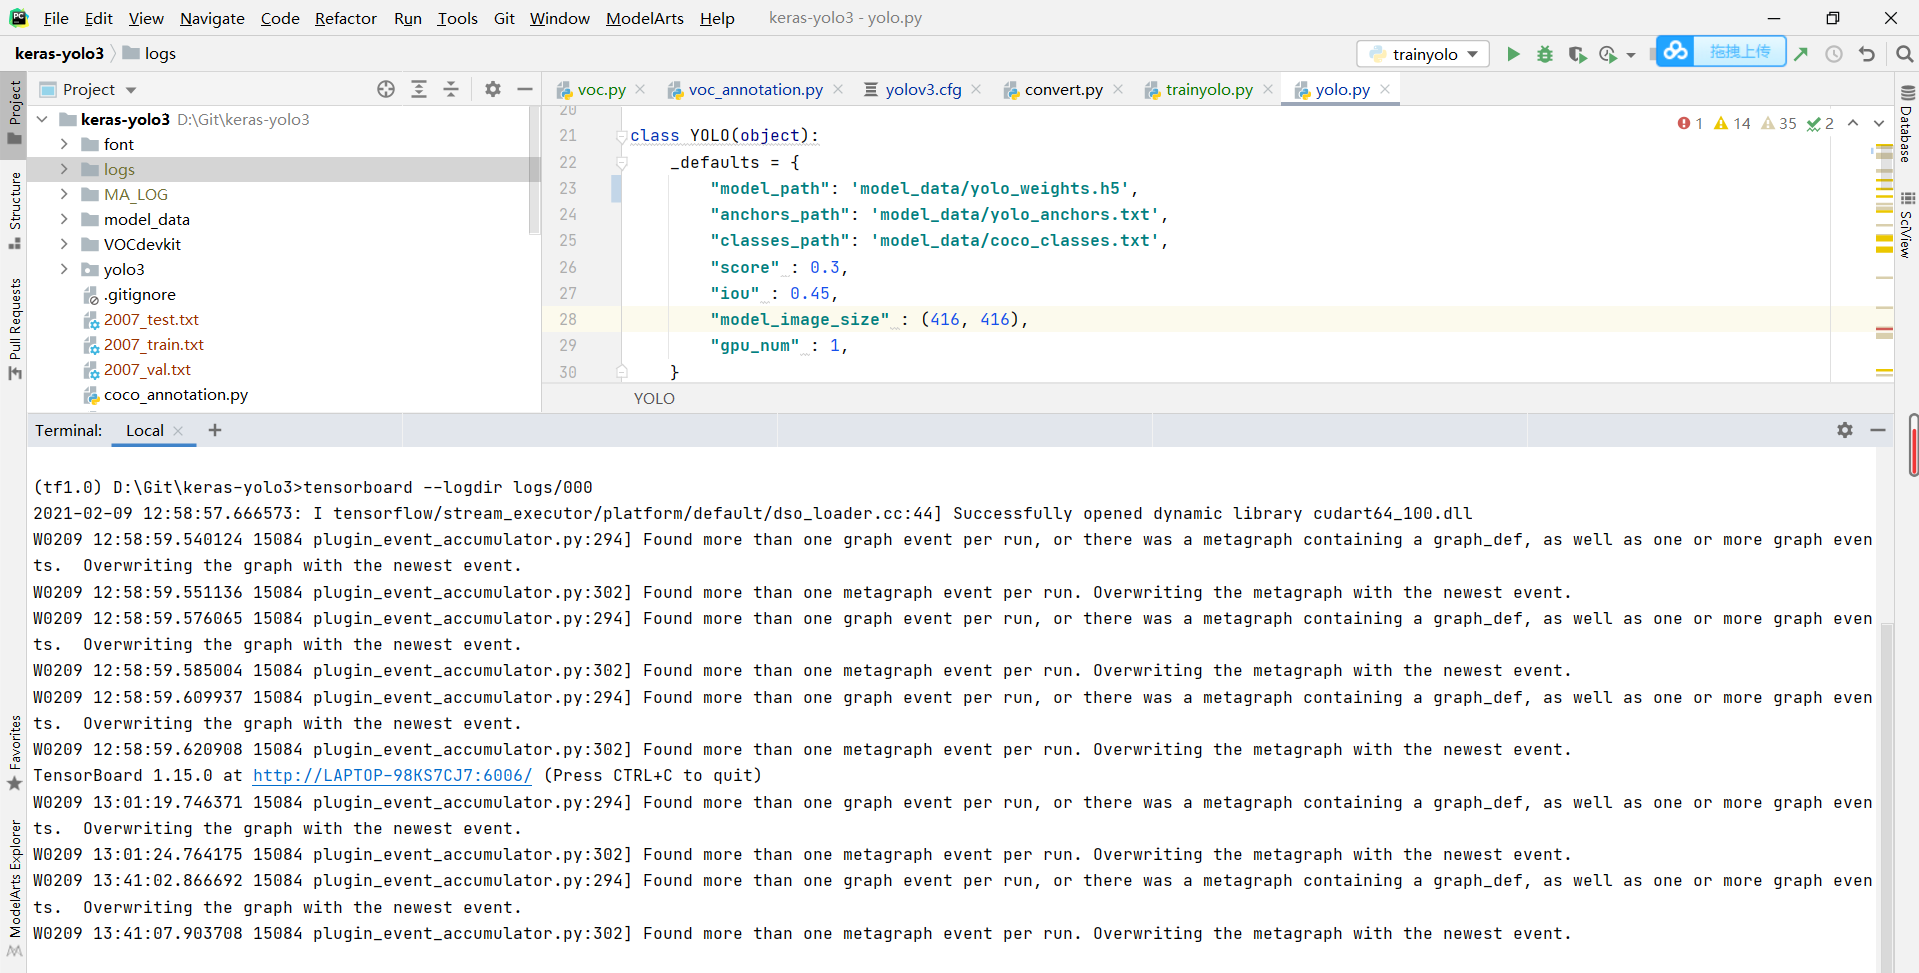 File Edit View Navigate Code Refactor Run Tools Git Window ModelArts Help keras-yolo3 - yolo.py
keras-yolo3 logs trainyolo 拖拽上传
Project voc.py voc_annotation.py yolov3.cfg convert.py trainyolo.py yolo.py
Project
Structure
Pull Requests
Favorites
ModelArts Explorer
keras-yolo3 D:\Git\keras-yolo3
font
logs
MA_LOG
model_data
VOCdevkit
yolo3
.gitignore
2007_test.txt
2007_train.txt
2007_val.txt
coco_annotation.py
1 14 35 2
20
21 class YOLO(object):
22 _defaults = {
23 "model_path": 'model_data/yolo_weights.h5',
24 "anchors_path": 'model_data/yolo_anchors.txt',
25 "classes_path": 'model_data/coco_classes.txt',
26 "score" : 0.3,
27 "iou" : 0.45,
28 "model_image_size" : (416, 416),
29 "gpu_num" : 1,
30 }
YOLO
Database
SciView
Terminal: Local
(tf1.0) D:\Git\keras-yolo3>tensorboard --logdir logs/000
2021-02-09 12:58:57.666573: I tensorflow/stream_executor/platform/default/dso_loader.cc:44] Successfully opened dynamic library cudart64_100.dll
W0209 12:58:59.540124 15084 plugin_event_accumulator.py:294] Found more than one graph event per run, or there was a metagraph containing a graph_def, as well as one or more graph even
ts.  Overwriting the graph with the newest event.
W0209 12:58:59.551136 15084 plugin_event_accumulator.py:302] Found more than one metagraph event per run. Overwriting the metagraph with the newest event.
W0209 12:58:59.576065 15084 plugin_event_accumulator.py:294] Found more than one graph event per run, or there was a metagraph containing a graph_def, as well as one or more graph even
ts.  Overwriting the graph with the newest event.
W0209 12:58:59.585004 15084 plugin_event_accumulator.py:302] Found more than one metagraph event per run. Overwriting the metagraph with the newest event.
W0209 12:58:59.609937 15084 plugin_event_accumulator.py:294] Found more than one graph event per run, or there was a metagraph containing a graph_def, as well as one or more graph even
ts.  Overwriting the graph with the newest event.
W0209 12:58:59.620908 15084 plugin_event_accumulator.py:302] Found more than one metagraph event per run. Overwriting the metagraph with the newest event.
TensorBoard 1.15.0 at http://LAPTOP-98KS7CJ7:6006/ (Press CTRL+C to quit)
W0209 13:01:19.746371 15084 plugin_event_accumulator.py:294] Found more than one graph event per run, or there was a metagraph containing a graph_def, as well as one or more graph even
ts.  Overwriting the graph with the newest event.
W0209 13:01:24.764175 15084 plugin_event_accumulator.py:302] Found more than one metagraph event per run. Overwriting the metagraph with the newest event.
W0209 13:41:02.866692 15084 plugin_event_accumulator.py:294] Found more than one graph event per run, or there was a metagraph containing a graph_def, as well as one or more graph even
ts.  Overwriting the graph with the newest event.
W0209 13:41:07.903708 15084 plugin_event_accumulator.py:302] Found more than one metagraph event per run. Overwriting the metagraph with the newest event.